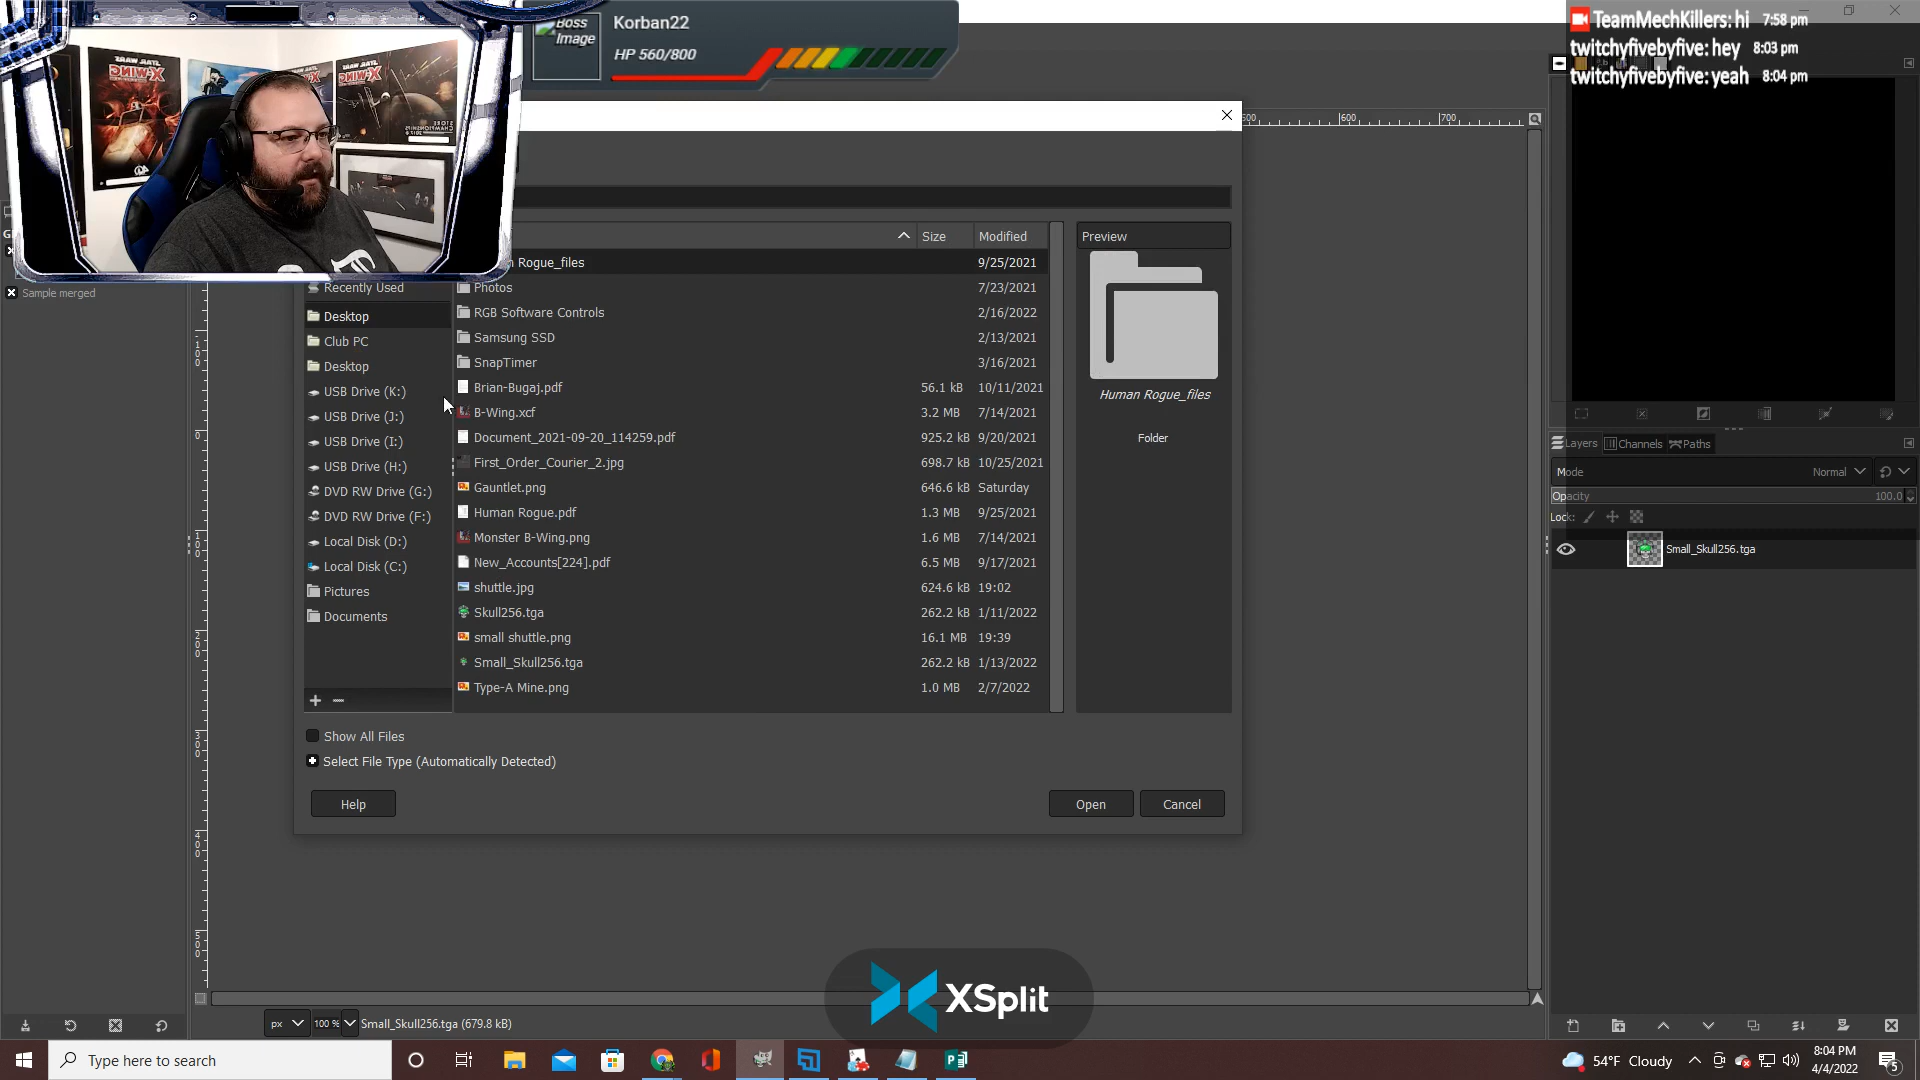 Boss
Image
Korban22
HP 560/800
TeamMechKillers: hi 7:58 pm
twitchyfivebyfive: hey 8:03 pm
twitchyfivebyfive: yeah 8:04 pm
Sample merged
600
700
Size
Modified
Preview
Rogue_files 9/25/2021
Recently Used
Photos 7/23/2021
Desktop
RGB Software Controls 2/16/2022
Club PC
Samsung SSD 2/13/2021
Desktop
SnapTimer 3/16/2021
USB Drive (K:)
Brian-Bugaj.pdf 56.1 kB 10/11/2021
USB Drive (J:)
B-Wing.xcf 3.2 MB 7/14/2021
USB Drive (I:)
Document_2021-09-20_114259.pdf 925.2 kB 9/20/2021
USB Drive (H:)
First_Order_Courier_2.jpg 698.7 kB 10/25/2021
DVD RW Drive (G:)
Gauntlet.png 646.6 kB Saturday
DVD RW Drive (F:)
Human Rogue.pdf 1.3 MB 9/25/2021
Local Disk (D:)
Monster B-Wing.png 1.6 MB 7/14/2021
Local Disk (C:)
New_Accounts[224].pdf 6.5 MB 9/17/2021
Pictures
shuttle.jpg 624.6 kB 19:02
Documents
Skull256.tga 262.2 kB 1/11/2022
small shuttle.png 16.1 MB 19:39
Small_Skull256.tga 262.2 kB 1/13/2022
Type-A Mine.png 1.0 MB 2/7/2022
Human Rogue_files
Folder
Show All Files
Select File Type (Automatically Detected)
Help
Open
Cancel
Layers Channels Paths
Mode Normal
Opacity 100.0
Lock:
Small_Skull256.tga
XSplit
px 100 % Small_Skull256.tga (679.8 kB)
Type here to search
54°F Cloudy
8:04 PM
4/4/2022
5